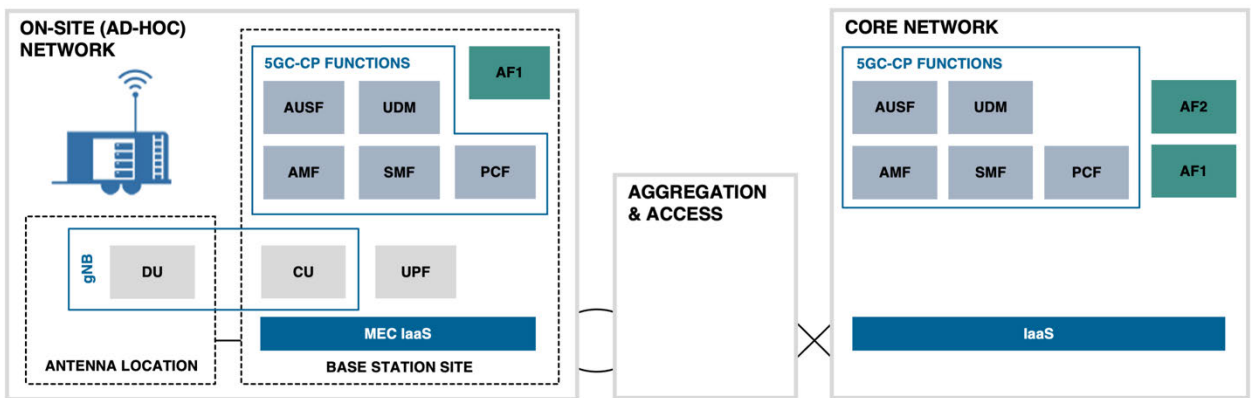 ON-SITE (AD-HOC)
NETWORK
5GC-CP FUNCTIONS
AF1
AUSF
UDM
AMF
SMF
PCF
gNB
DU
CU
UPF
MEC IaaS
ANTENNA LOCATION
BASE STATION SITE
AGGREGATION
& ACCESS
CORE NETWORK
5GC-CP FUNCTIONS
AUSF
UDM
AF2
AMF
SMF
PCF
AF1
IaaS